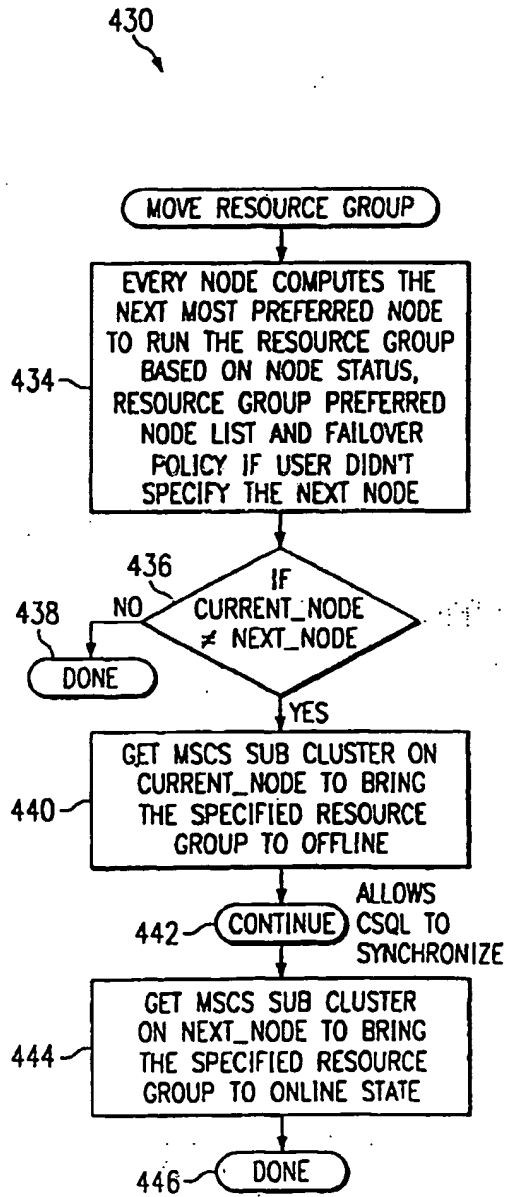 430
MOVE RESOURCE GROUP
EVERY NODE COMPUTES THE
NEXT MOST PREFERRED NODE
TO RUN THE RESOURCE GROUP
BASED ON NODE STATUS,
434
RESOURCE GROUP PREFERRED
NODE LIST AND FAILOVER
POLICY IF USER DIDN'T
SPECIFY THE NEXT NODE
436
IF
CURRENT_NODE
≠ NEXT_NODE
NO
438
DONE
YES
GET MSCS SUB CLUSTER ON
CURRENT_NODE TO BRING
THE SPECIFIED RESOURCE
GROUP TO OFFLINE
440
442
CONTINUE
ALLOWS
CSQL TO
SYNCHRONIZE
GET MSCS SUB CLUSTER
ON NEXT_NODE TO BRING
THE SPECIFIED RESOURCE
GROUP TO ONLINE STATE
444
446
DONE